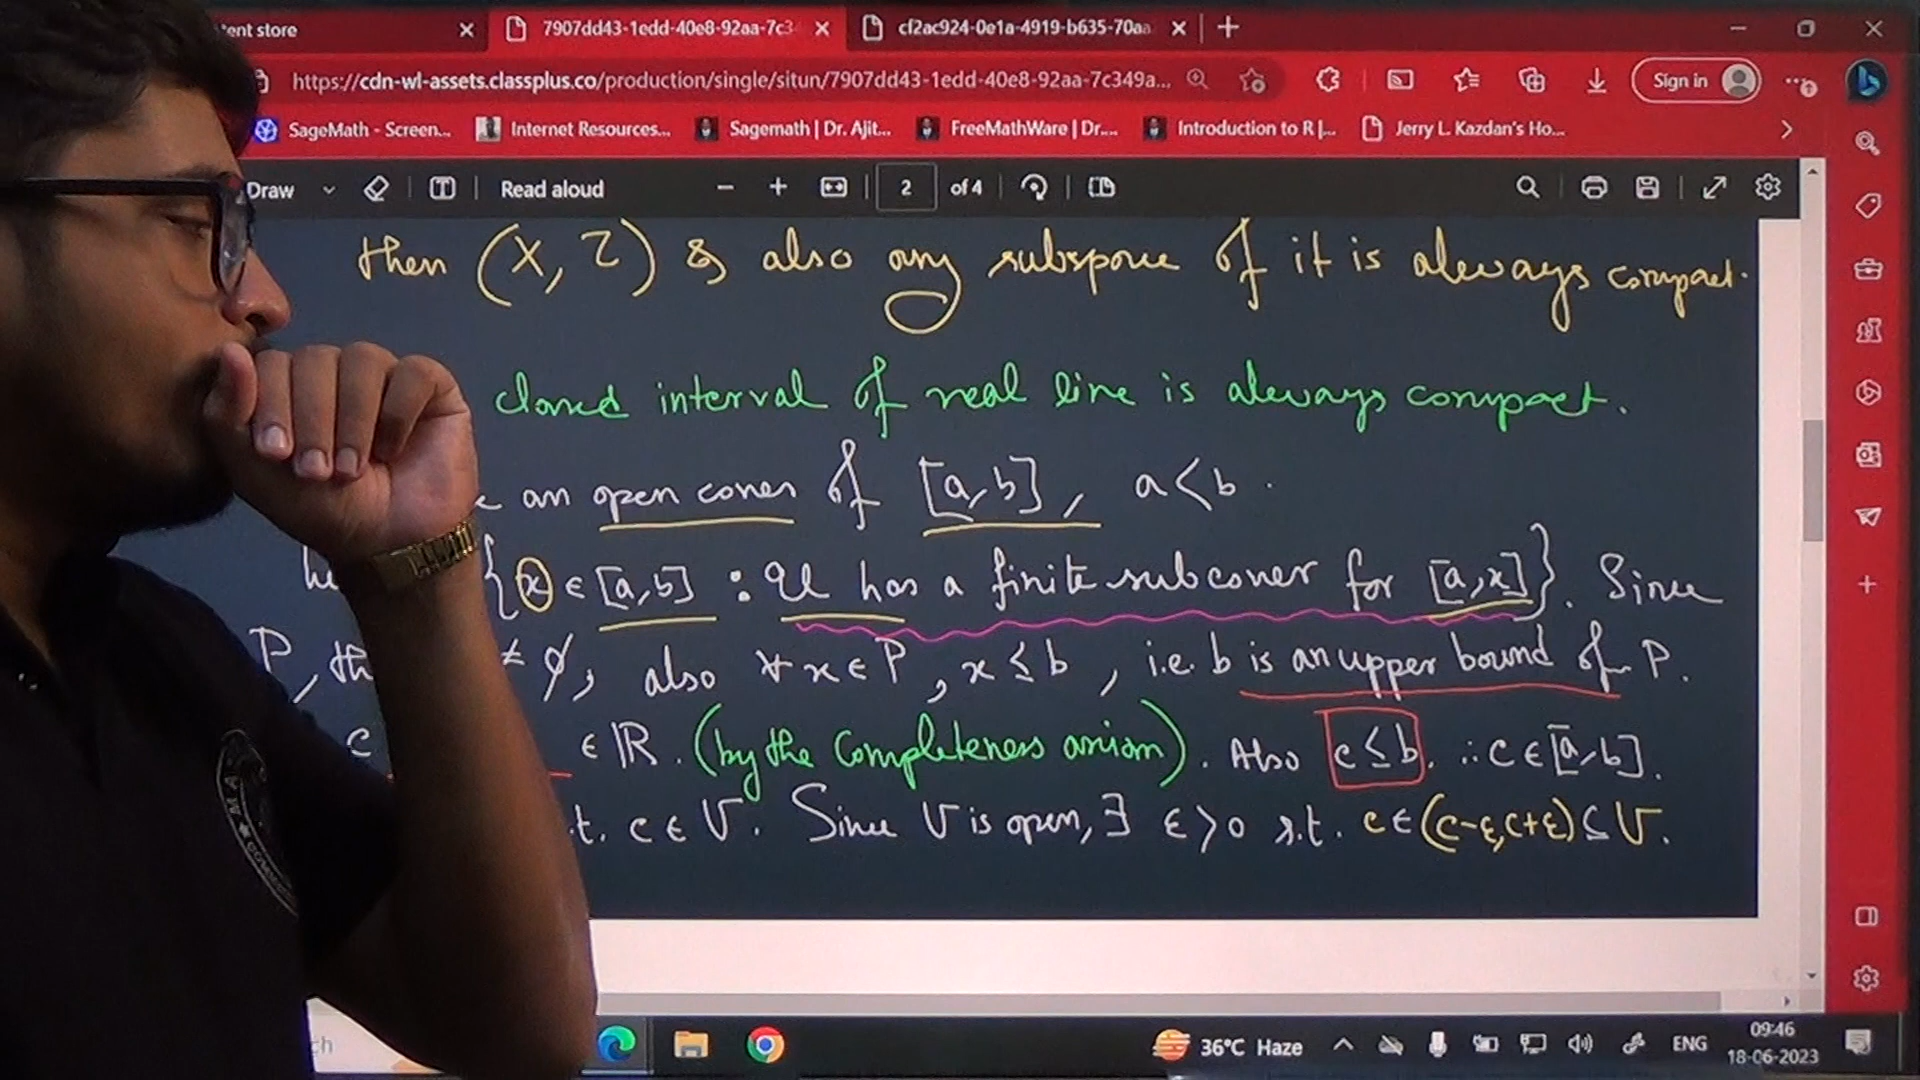 ent store
7907dd43-1edd-40e8-92aa-7c3
cf2ac924-0e1a-4919-b635-70aa
https://cdn-wl-assets.classplus.co/production/single/situn/7907dd43-1edd-40e8-92aa-7c349a...
Sign in
SageMath - Screen... Internet Resources... Sagemath | Dr. Ajit... FreeMathWare | Dr.... Introduction to R |... Jerry L. Kazdan's Ho...
Draw Read aloud 2 of 4
then (X, τ) & also any subspace of it is always compact.
closed interval of real line is always compact.
an open cover of [a,b], a<b.
{x ∈ [a,b] : 𝒰 has a finite subcover for [a,x]}. Since
P, ≠ ∅, also ∀ x ∈ P, x ≤ b, i.e. b is an upper bound of P.
c ∈ ℝ. (by the completeness axiom). Also c ≤ b. ∴ c ∈ [a,b].
.t. c ∈ V. Since V is open, ∃ ε > 0 s.t. c ∈ (c-ε, c+ε) ⊆ V.
36°C Haze
ENG
09:46
18-06-2023